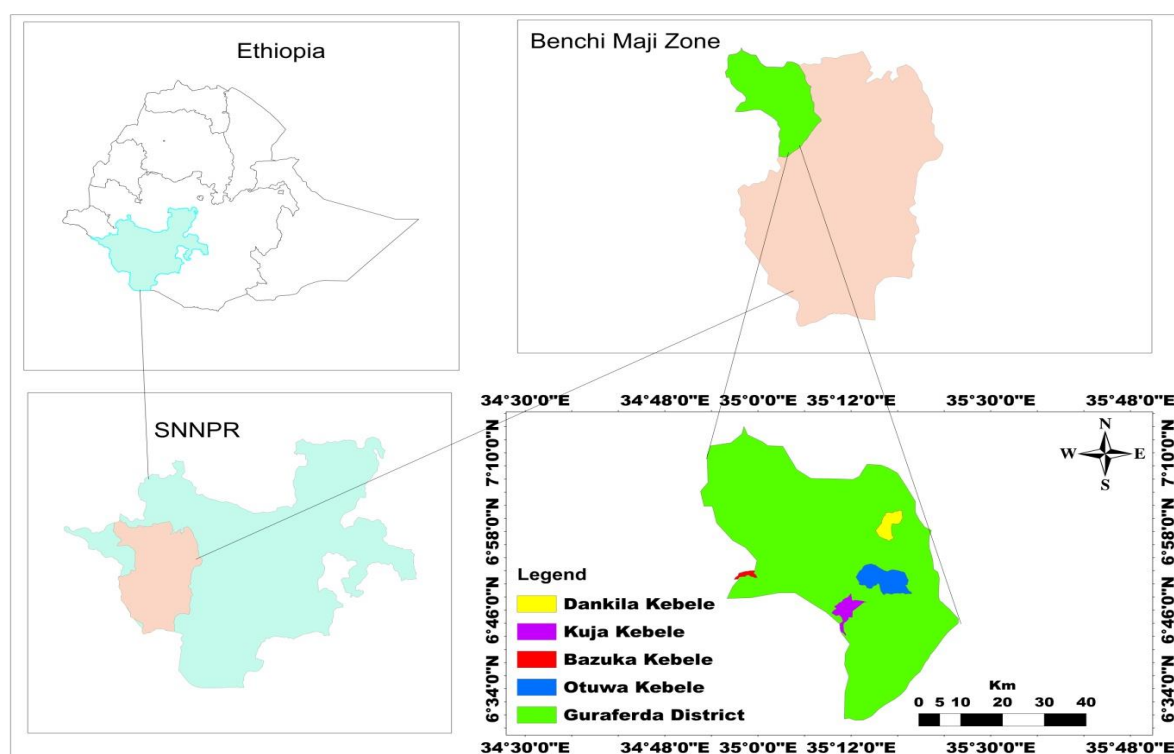 Ethiopia
Benchi Maji Zone
SNNPR
34°30'0"E 34°48'0"E 35°0'0"E 35°12'0"E 35°30'0"E 35°48'0"E
N
W E
S
7°10'0"N 7°10'0"N
6°58'0"N 6°58'0"N
6°46'0"N 6°46'0"N
6°34'0"N 6°34'0"N
Legend
Dankila Kebele
Kuja Kebele
Bazuka Kebele
Otuwa Kebele
Guraferda District
Km
0 5 10 20 30 40
34°30'0"E 34°48'0"E 35°0'0"E 35°12'0"E 35°30'0"E 35°48'0"E